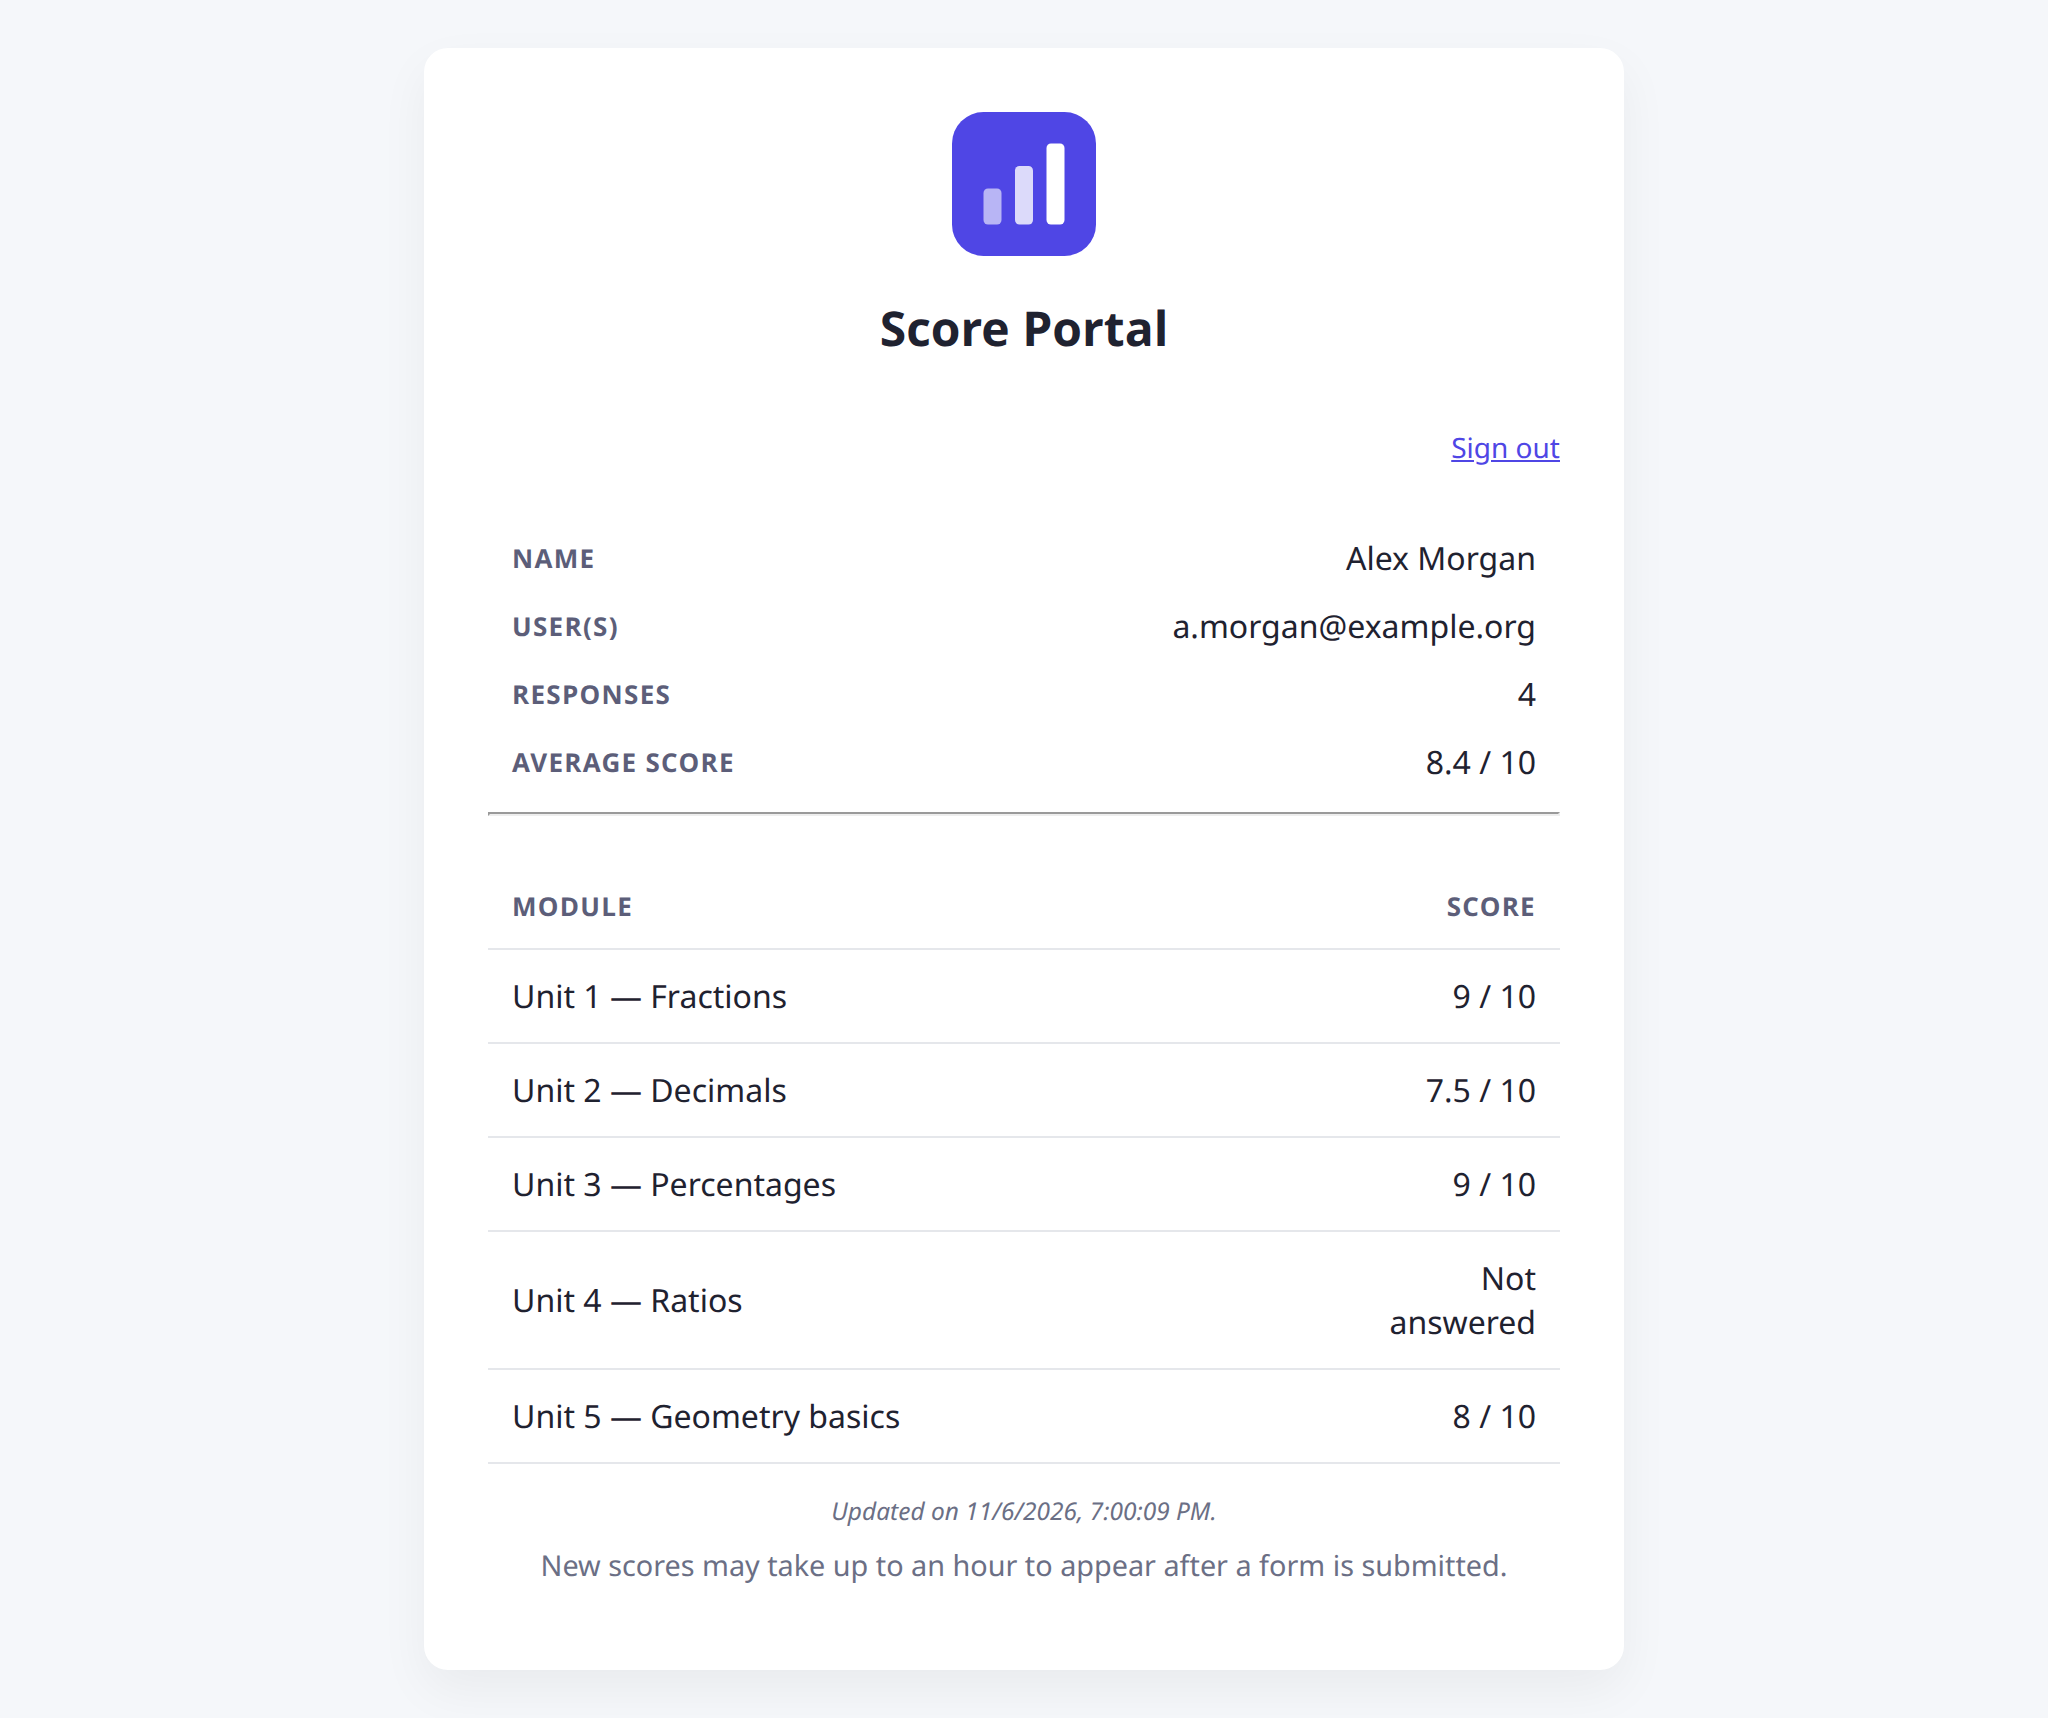 Score Portal
Sign out
NAME Alex Morgan
USER(S) a.morgan@example.org
RESPONSES 4
AVERAGE SCORE 8.4 / 10
MODULE SCORE
Unit 1 — Fractions 9 / 10
Unit 2 — Decimals 7.5 / 10
Unit 3 — Percentages 9 / 10
Unit 4 — Ratios Not
answered
Unit 5 — Geometry basics 8 / 10
Updated on 11/6/2026, 7:00:09 PM.
New scores may take up to an hour to appear after a form is submitted.